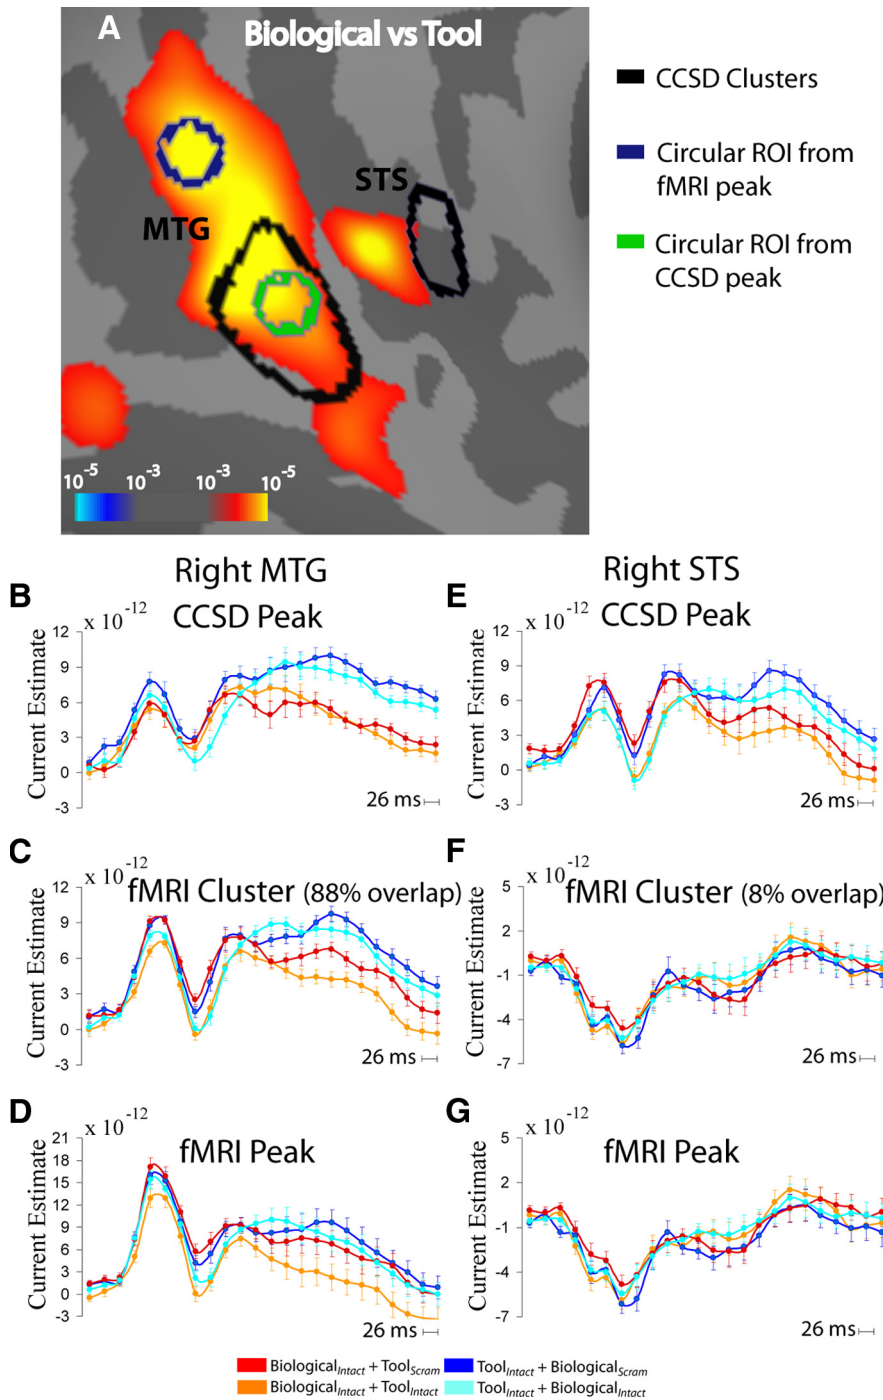 A
Biological vs Tool
CCSD Clusters
Circular ROI from
fMRI peak
Circular ROI from
CCSD peak
STS
MTG
10-5 10-3 10-3 10-5
Right MTG
B
CCSD Peak
x 10-12
Current Estimate
12
9
6
3
0
-3
26 ms
Right STS
E
CCSD Peak
x 10-12
Current Estimate
12
9
6
3
0
-3
26 ms
C
x 10-12
fMRI Cluster (88% overlap)
Current Estimate
12
9
6
3
0
-3
26 ms
F
x 10-12
fMRI Cluster (8% overlap)
Current Estimate
5
2
-1
-4
-7
26 ms
D
x 10-12
fMRI Peak
Current Estimate
21
18
15
12
9
6
3
0
-3
26 ms
G
x 10-12
fMRI Peak
Current Estimate
5
2
-1
-4
-7
26 ms
BiologicalIntact + ToolScram
ToolIntact + BiologicalScram
BiologicalIntact + ToolIntact
ToolIntact + BiologicalIntact